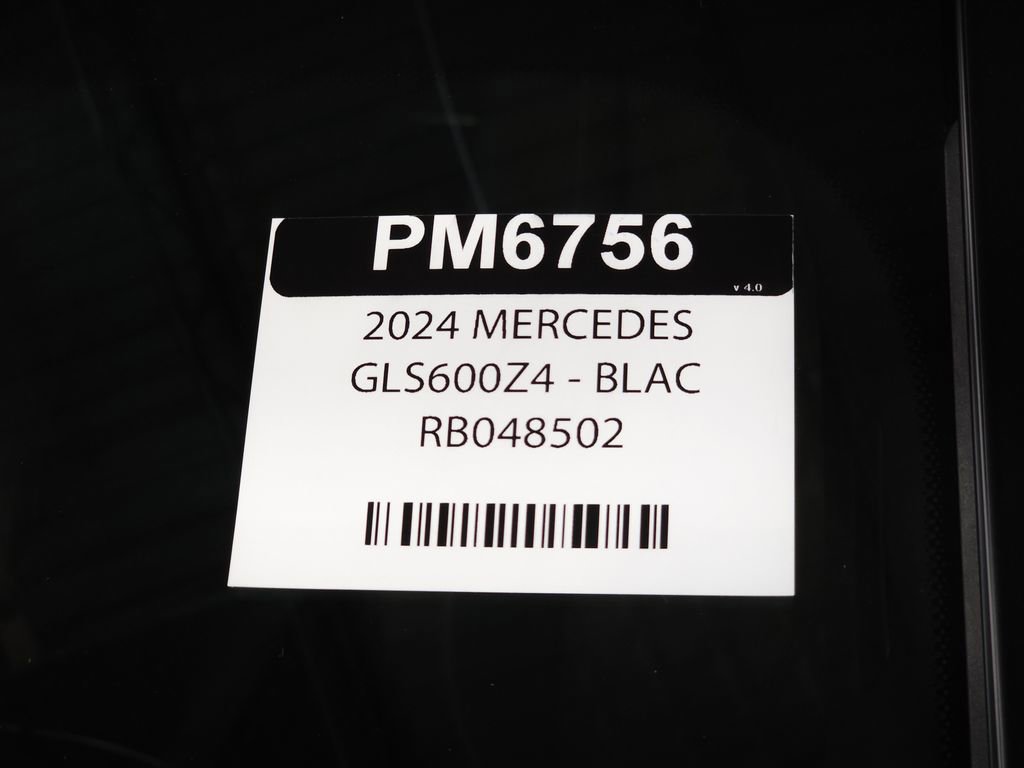 PM6756
v 4.0
2024 MERCEDES
GLS600Z4 - BLAC
RB048502